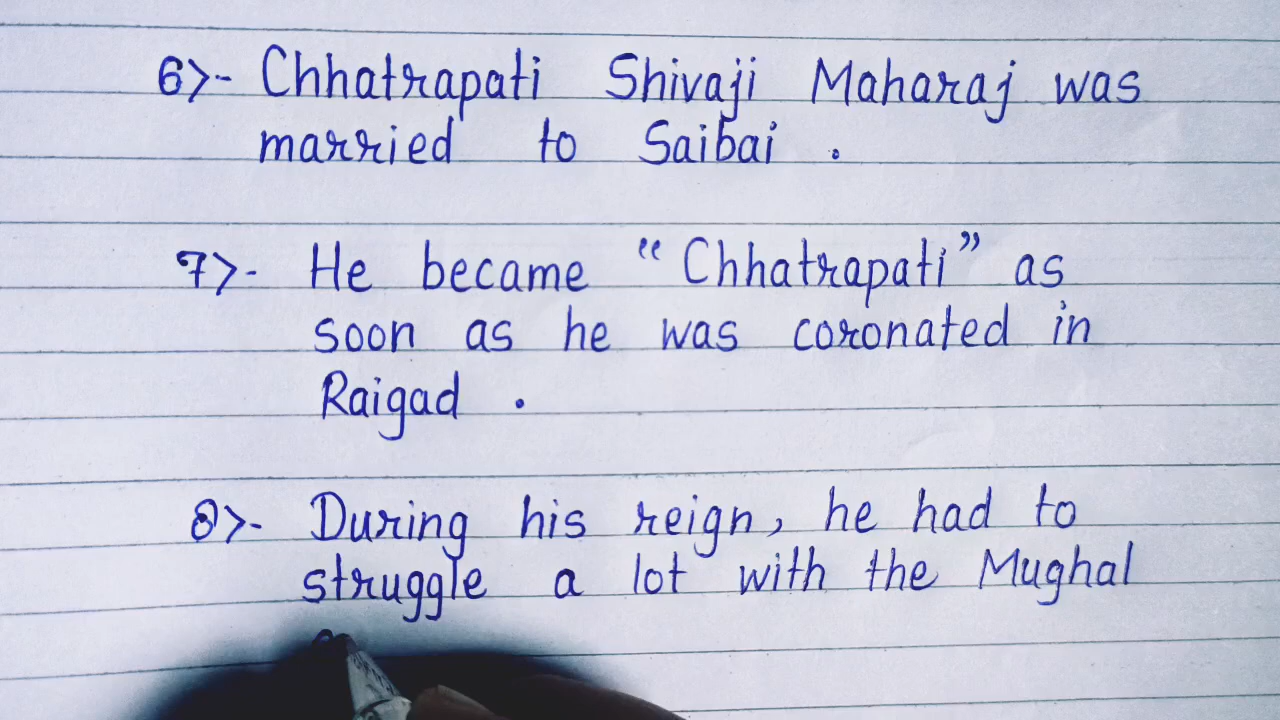 6>- Chhatrapati Shivaji Maharaj was
married to Saibai .
7>- He became “Chhatrapati” as
soon as he was coronated in
Raigad .
8>- During his reign, he had to
struggle a lot with the Mughal